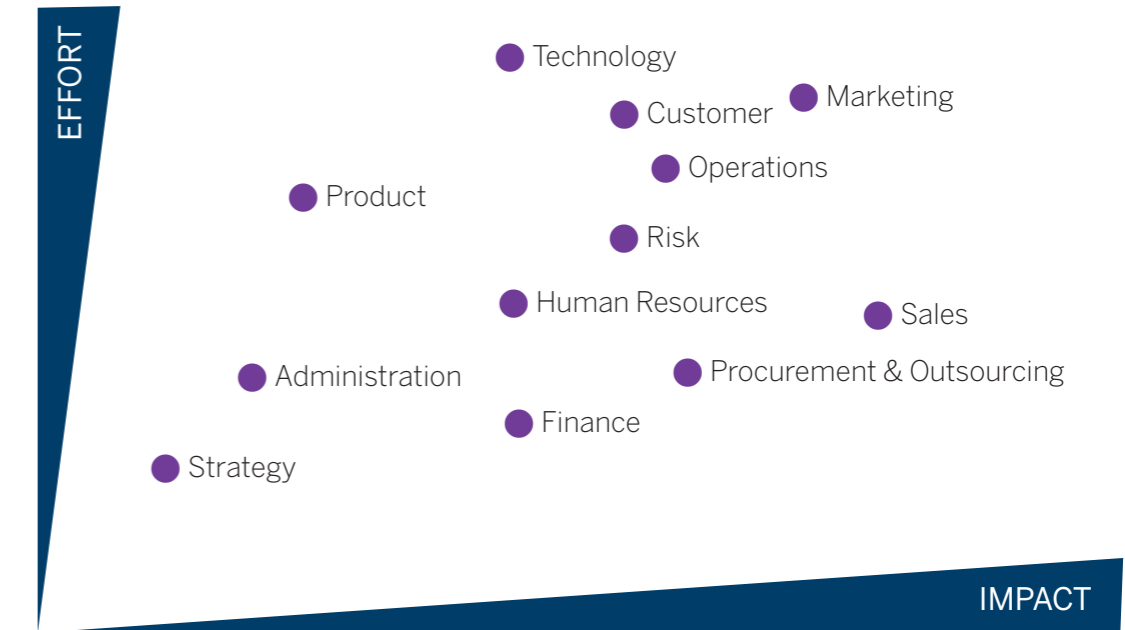 EFFORT
Technology
Marketing
Customer
Operations
Product
Risk
Human Resources
Sales
Procurement & Outsourcing
Administration
Finance
Strategy
IMPACT